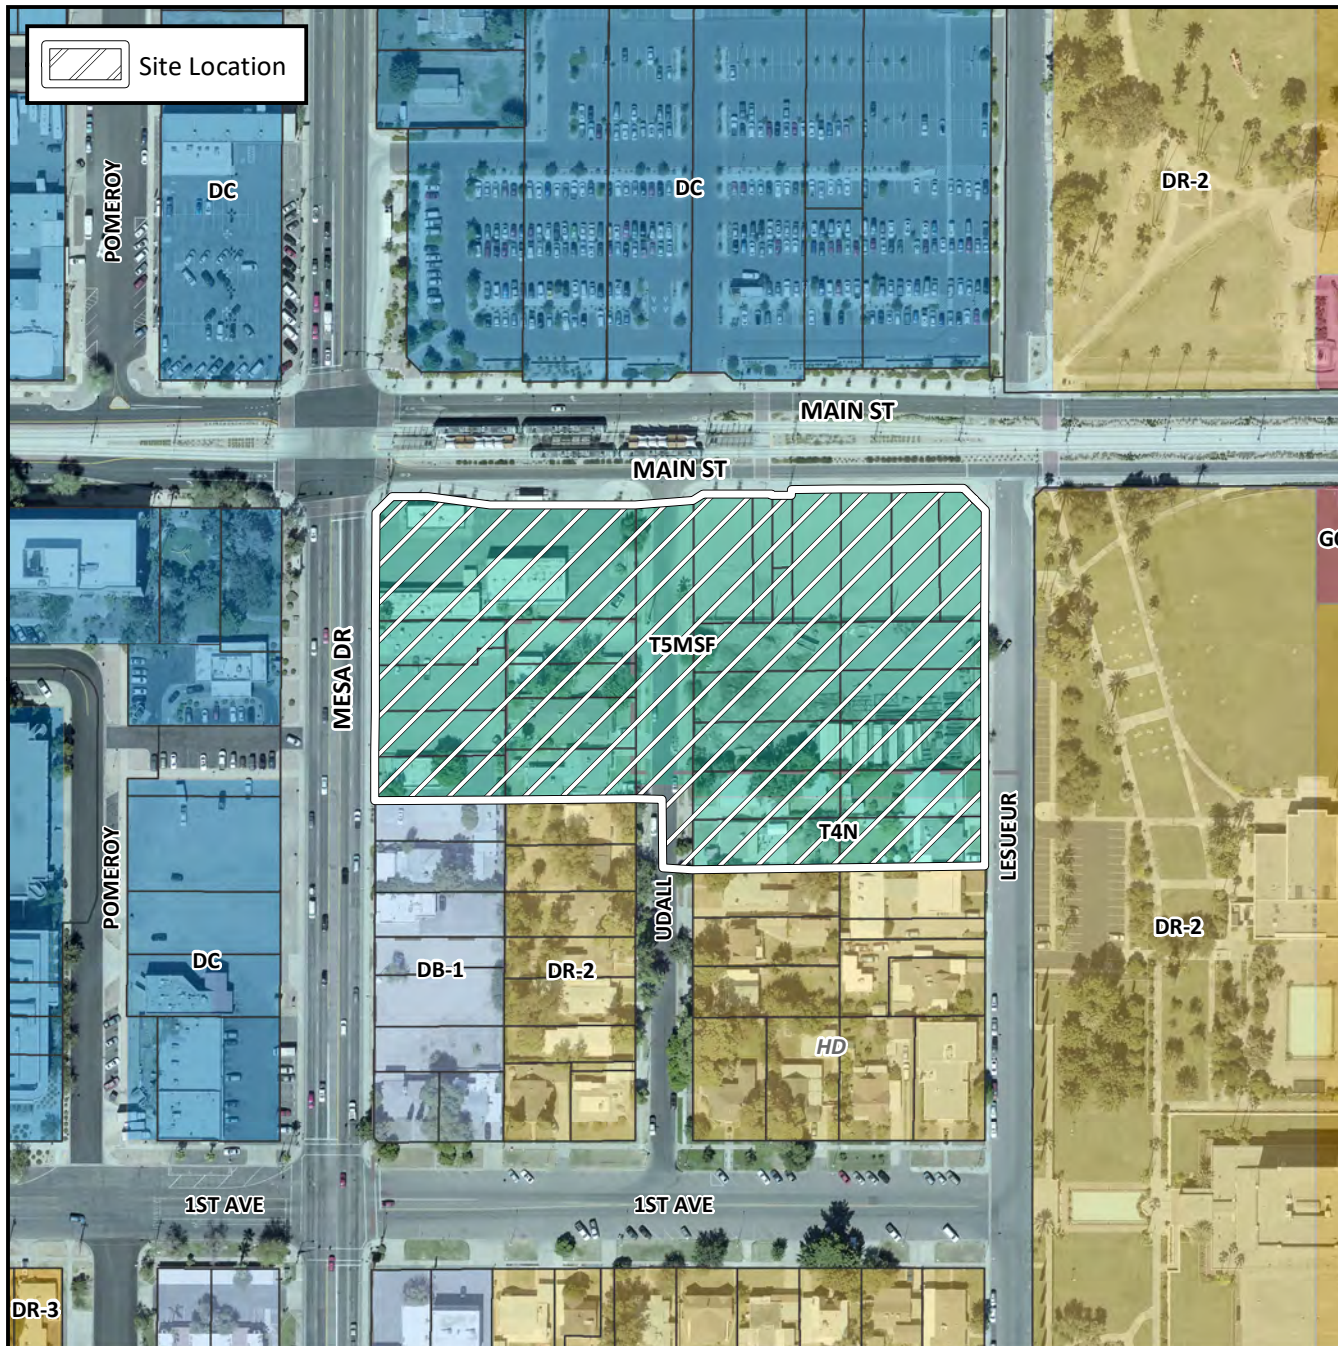 Site Location
POMEROY
DC
DC
DR-2
MAIN ST
MAIN ST
MESA DR
T5MSF
T4N
LESUEUR
UDALL
POMEROY
DC
DB-1
DR-2
DR-2
HD
1ST AVE
1ST AVE
DR-3